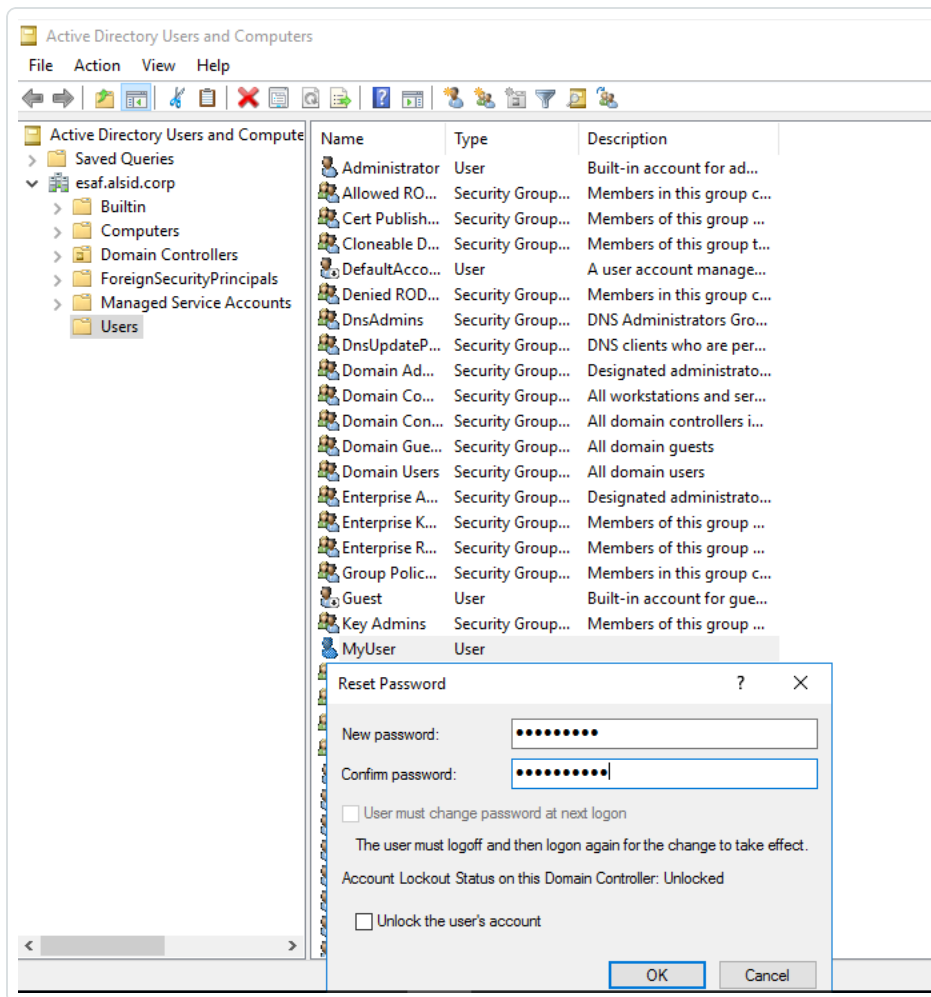 Active Directory Users and Computers
File Action View Help
Active Directory Users and Compute
Saved Queries
esaf.alsid.corp
Builtin
Computers
Domain Controllers
ForeignSecurityPrincipals
Managed Service Accounts
Users
Name Type Description
Administrator User Built-in account for ad...
Allowed RO... Security Group... Members in this group c...
Cert Publish... Security Group... Members of this group ...
Cloneable D... Security Group... Members of this group t...
DefaultAcco... User A user account manage...
Denied ROD... Security Group... Members in this group c...
DnsAdmins Security Group... DNS Administrators Gro...
DnsUpdateP... Security Group... DNS clients who are per...
Domain Ad... Security Group... Designated administrato...
Domain Co... Security Group... All workstations and ser...
Domain Con... Security Group... All domain controllers i...
Domain Gue... Security Group... All domain guests
Domain Users Security Group... All domain users
Enterprise A... Security Group... Designated administrato...
Enterprise K... Security Group... Members of this group ...
Enterprise R... Security Group... Members of this group ...
Group Polic... Security Group... Members in this group c...
Guest User Built-in account for gue...
Key Admins Security Group... Members of this group ...
MyUser User
Reset Password ?
New password: •••••••••
Confirm password: ••••••••••
User must change password at next logon
The user must logoff and then logon again for the change to take effect.
Account Lockout Status on this Domain Controller: Unlocked
Unlock the user's account
OK Cancel